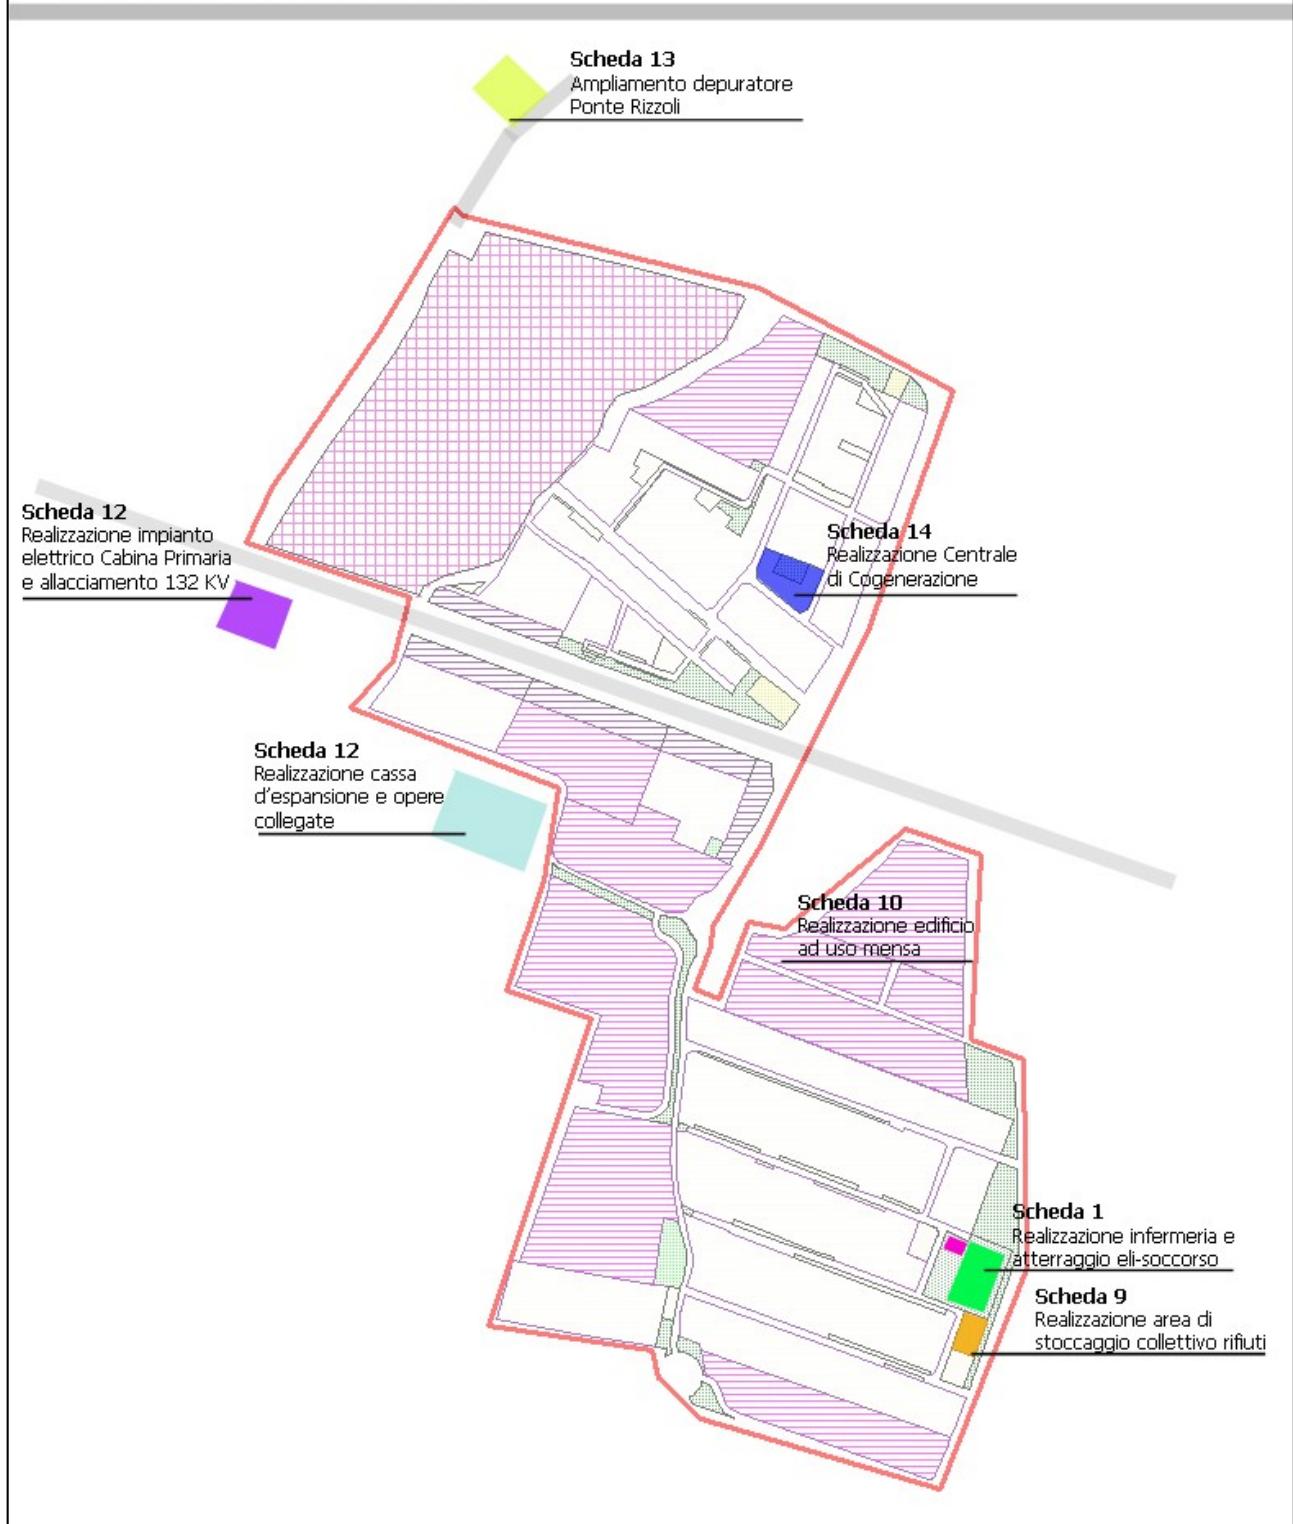 Scheda 13
Ampliamento depuratore
Ponte Rizzoli
Scheda 12
Realizzazione impianto
elettrico Cabina Primaria
e allacciamento 132 KV
Scheda 14
Realizzazione Centrale
di Cogenerazione
Scheda 12
Realizzazione cassa
d'espansione e opere
collegate
Scheda 10
Realizzazione edificio
ad uso mensa
Scheda 1
Realizzazione infermeria e
atterraggio eli-soccorso
Scheda 9
Realizzazione area di
stoccaggio collettivo rifiuti